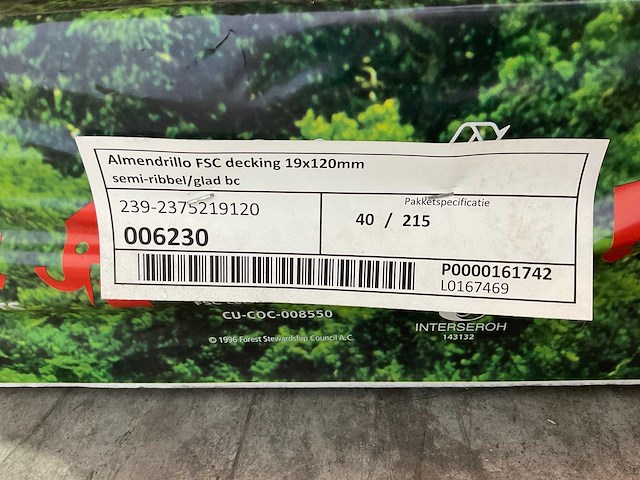 Almendrillo FSC decking 19x120mm
semi-ribbel/glad bc
239-2375219120
006230
Pakketspecificatie
40 / 215
P0000161742
L0167469
CU-COC-008550
© 1996 Forest Stewardship Council A.C.
INTERSEROH
143132